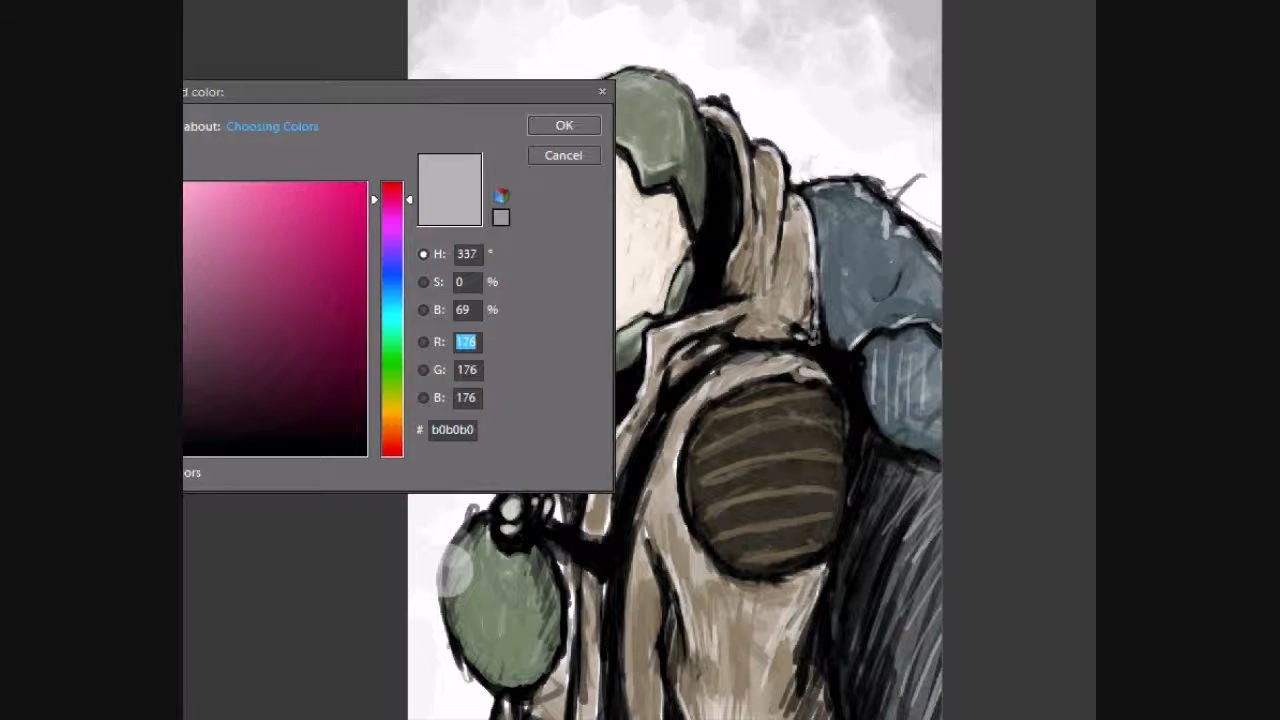 d color:
about: Choosing Colors
OK
Cancel
H: 337 °
S: 0 %
B: 69 %
R: 176
G: 176
B: 176
# b0b0b0
ors